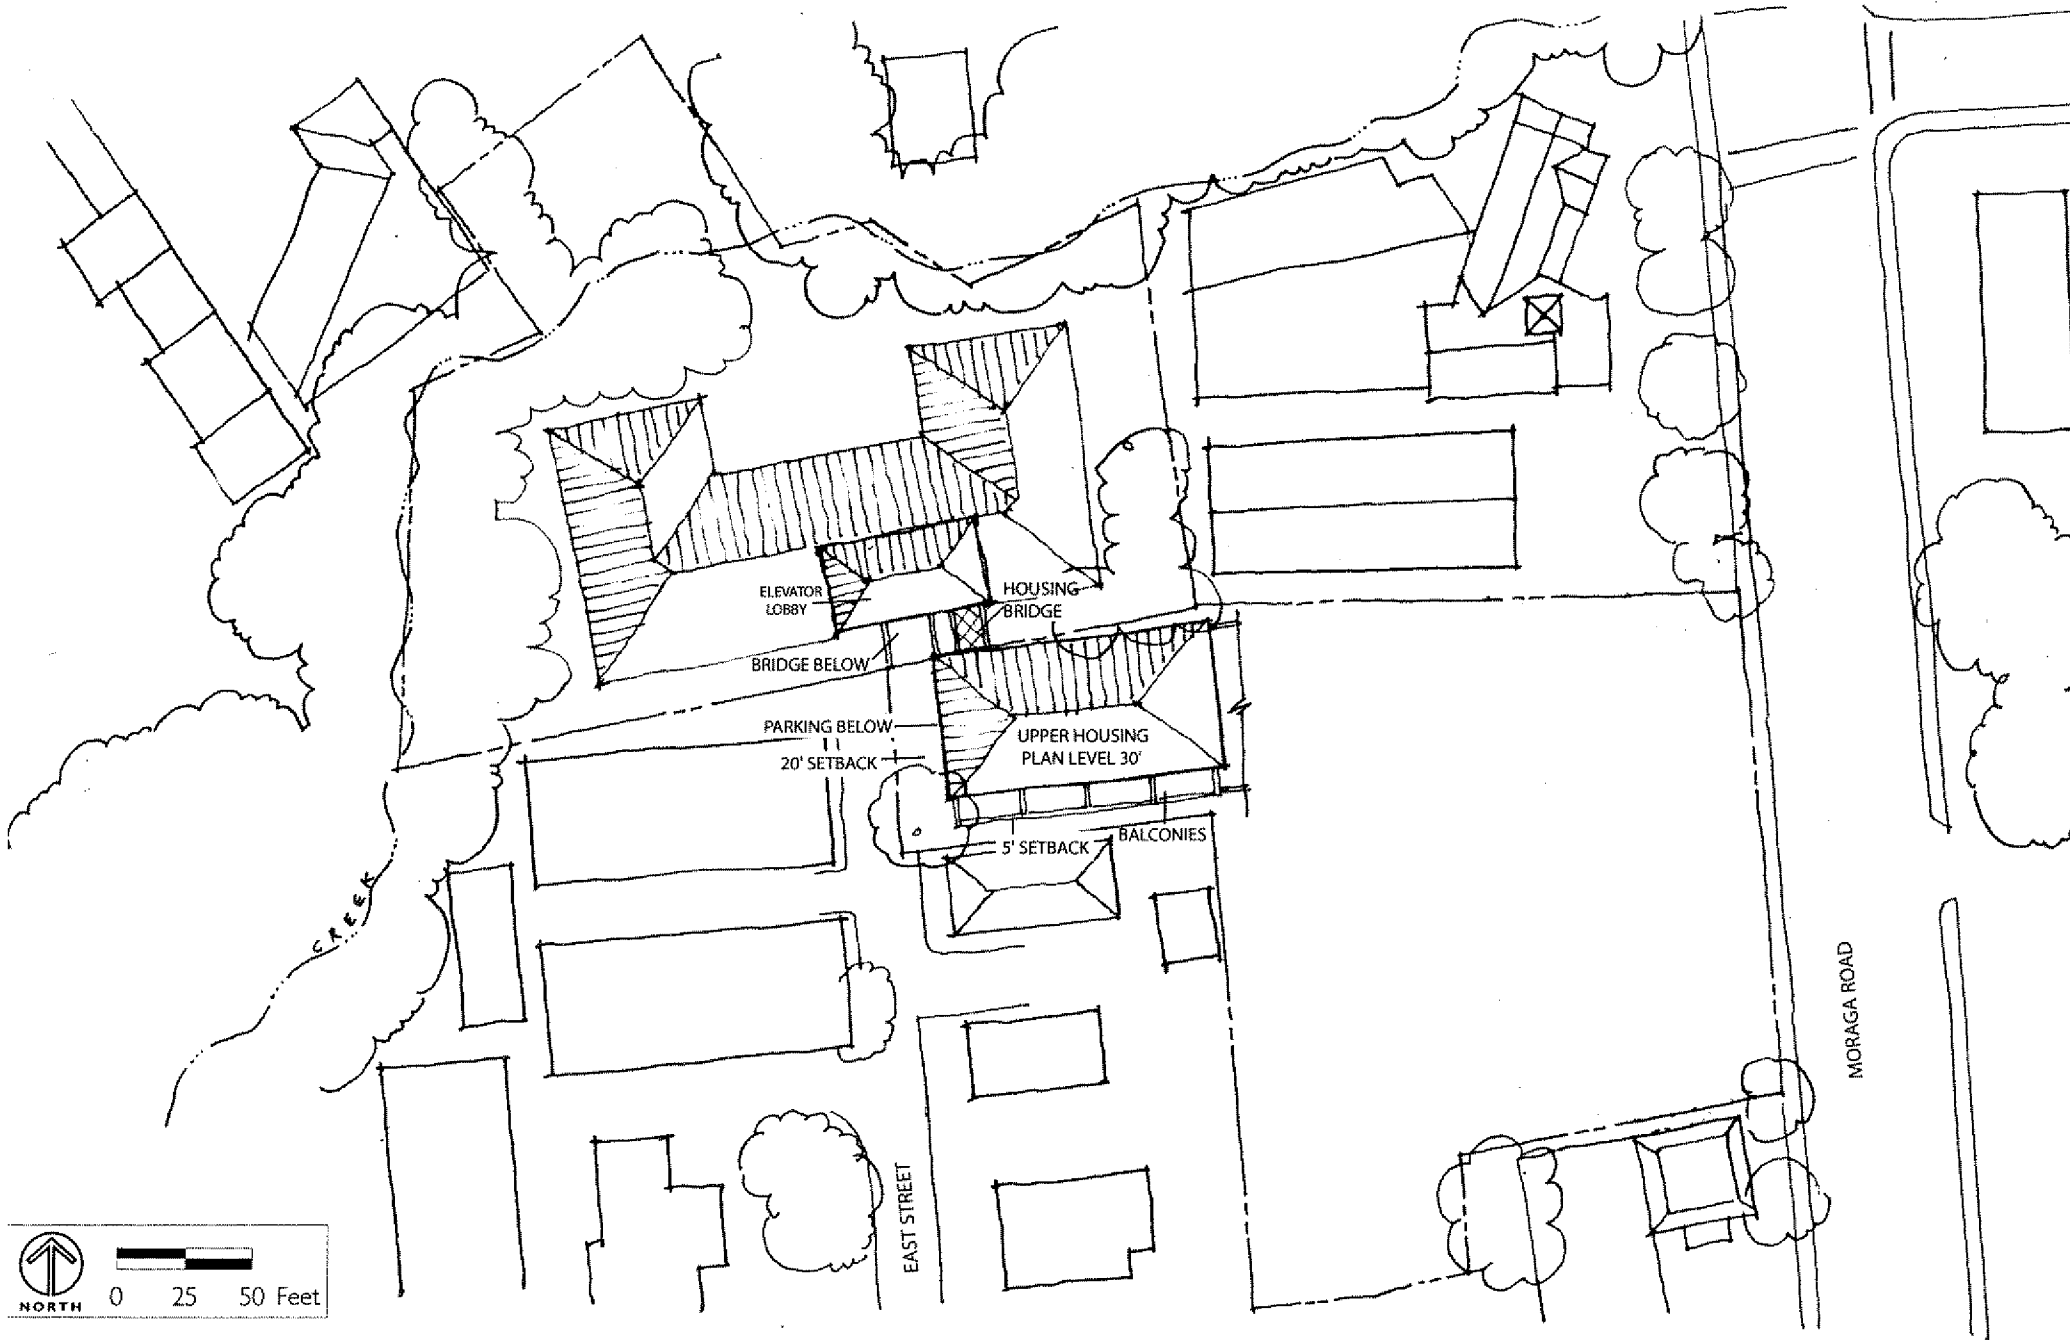 ELEVATOR
LOBBY
HOUSING
BRIDGE
BRIDGE BELOW
PARKING BELOW
20' SETBACK
UPPER HOUSING
PLAN LEVEL 30'
5' SETBACK
BALCONIES
CREEK
MORAGA ROAD
EAST STREET
NORTH
0 25 50 Feet